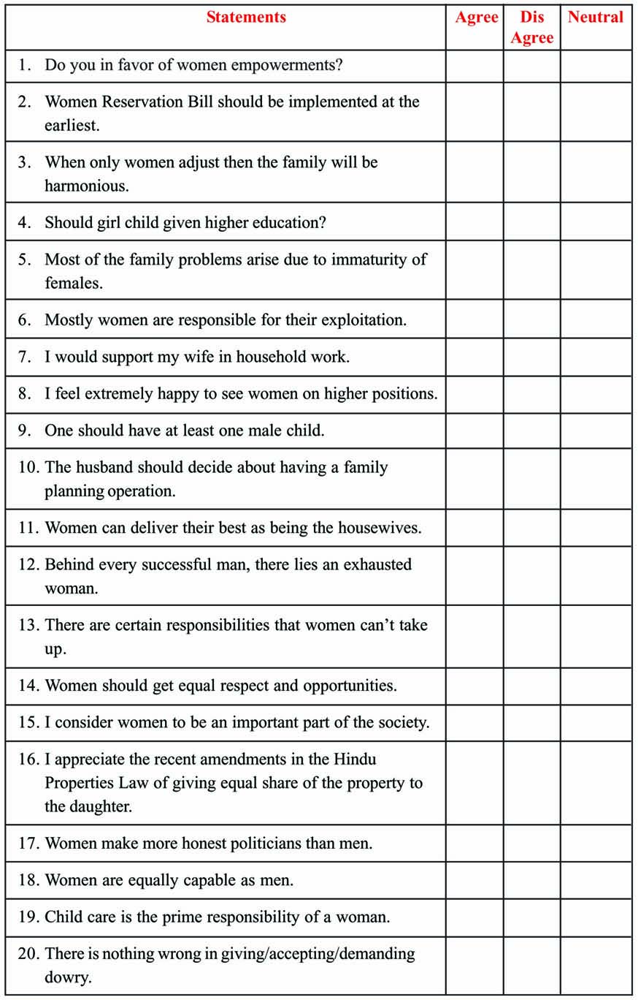 Statements Agree Dis Neutral
Agree
1. Do you in favor of women empowerments?
2. Women Reservation Bill should be implemented at the
earliest.
3. When only women adjust then the family will be
harmonious.
4. Should girl child given higher education?
5. Most of the family problems arise due to immaturity of
females.
6. Mostly women are responsible for their exploitation.
7. I would support my wife in household work.
8. I feel extremely happy to see women on higher positions.
9. One should have at least one male child.
10. The husband should decide about having a family
planning operation.
11. Women can deliver their best as being the housewives.
12. Behind every successful man, there lies an exhausted
woman.
13. There are certain responsibilities that women can’t take
up.
14. Women should get equal respect and opportunities.
15. I consider women to be an important part of the society.
16. I appreciate the recent amendments in the Hindu
Properties Law of giving equal share of the property to
the daughter.
17. Women make more honest politicians than men.
18. Women are equally capable as men.
19. Child care is the prime responsibility of a woman.
20. There is nothing wrong in giving/accepting/demanding
dowry.